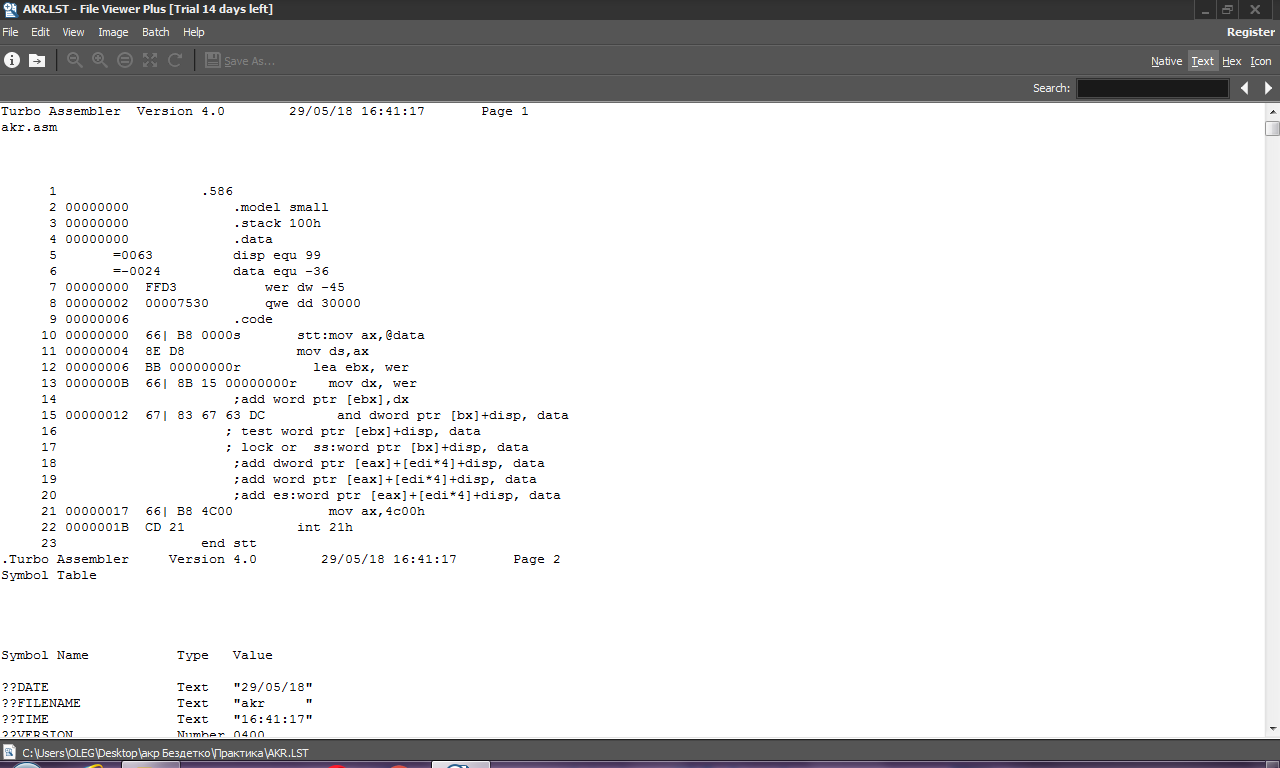 AKR.LST - File Viewer Plus [Trial 14 days left]
File Edit View Image Batch Help Register
Save As... Native Text Hex Icon
Search:
Turbo Assembler  Version 4.0        29/05/18 16:41:17       Page 1
akr.asm
      1                  .586
      2 00000000             .model small
      3 00000000             .stack 100h
      4 00000000             .data
      5       =0063          disp equ 99
      6       =-0024         data equ -36
      7 00000000  FFD3           wer dw -45
      8 00000002  00007530       qwe dd 30000
      9 00000006             .code
     10 00000000  66| B8 0000s       stt:mov ax,@data
     11 00000004  8E D8              mov ds,ax
     12 00000006  BB 00000000r         lea ebx, wer
     13 0000000B  66| 8B 15 00000000r    mov dx, wer
     14                      ;add word ptr [ebx],dx
     15 00000012  67| 83 67 63 DC         and dword ptr [bx]+disp, data
     16                     ; test word ptr [ebx]+disp, data
     17                     ; lock or  ss:word ptr [bx]+disp, data
     18                      ;add dword ptr [eax]+[edi*4]+disp, data
     19                      ;add word ptr [eax]+[edi*4]+disp, data
     20                      ;add es:word ptr [eax]+[edi*4]+disp, data
     21 00000017  66| B8 4C00            mov ax,4c00h
     22 0000001B  CD 21              int 21h
     23                  end stt
.Turbo Assembler     Version 4.0        29/05/18 16:41:17       Page 2
Symbol Table
Symbol Name           Type   Value
??DATE                Text   "29/05/18"
??FILENAME            Text   "akr     "
??TIME                Text   "16:41:17"
??VERSION             Number 0400
C:\Users\OLEG\Desktop\акр Бездетко\Практика\AKR.LST